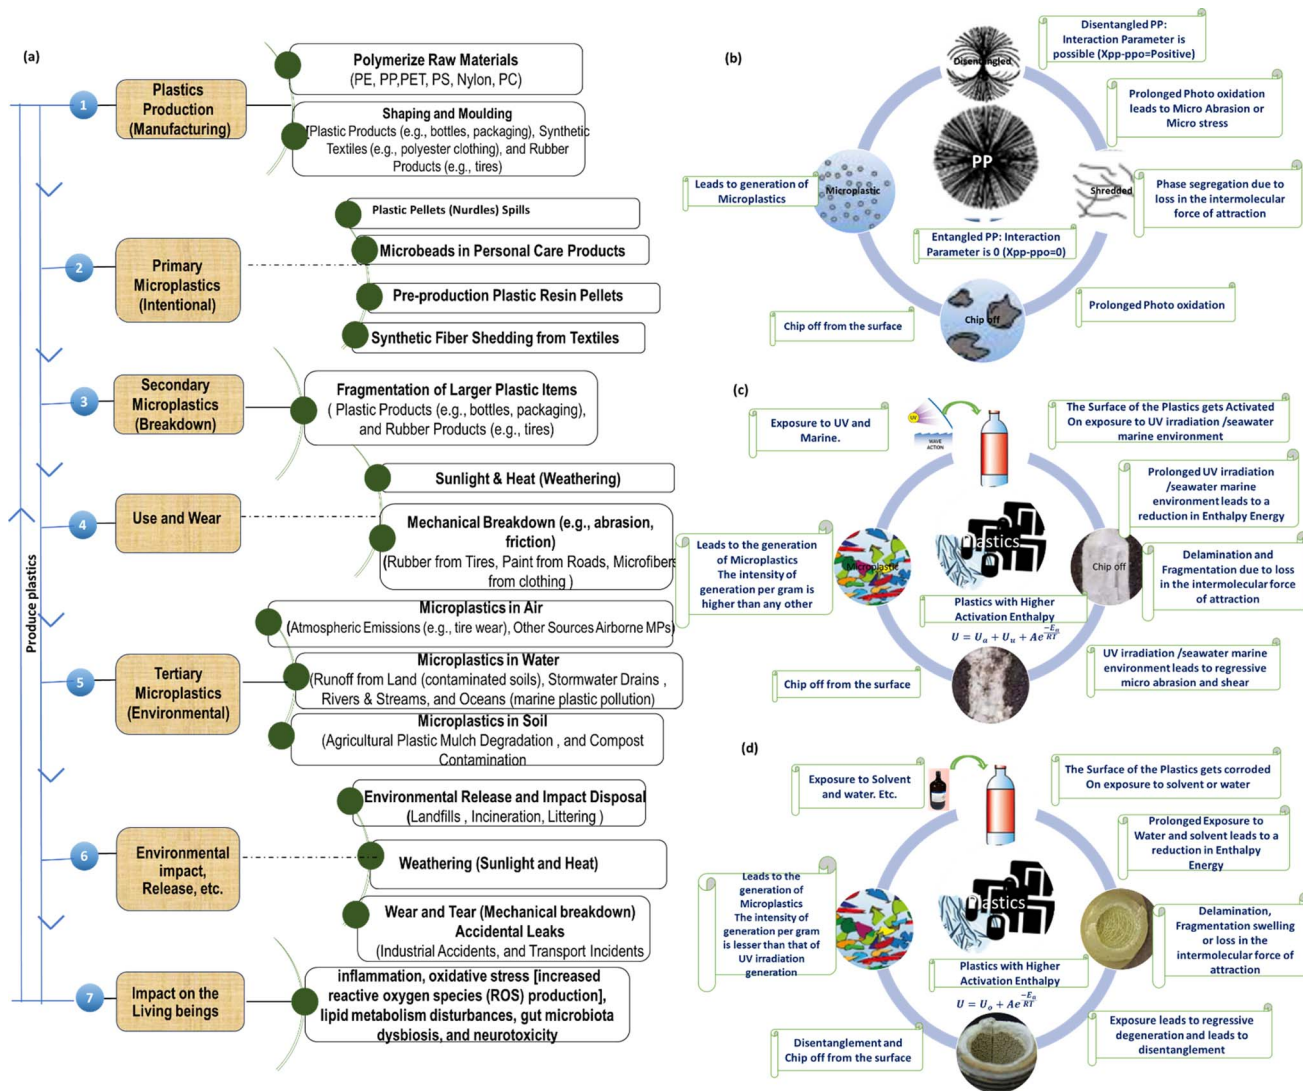 (a)
Produce plastics
1
Plastics
Production
(Manufacturing)
Polymerize Raw Materials
(PE, PP,PET, PS, Nylon, PC)
Shaping and Moulding
[Plastic Products (e.g., bottles, packaging), Synthetic
Textiles (e.g., polyester clothing), and Rubber
Products (e.g., tires)
2
Primary
Microplastics
(Intentional)
Plastic Pellets (Nurdles) Spills
Microbeads in Personal Care Products
Pre-production Plastic Resin Pellets
Synthetic Fiber Shedding from Textiles
3
Secondary
Microplastics
(Breakdown)
Fragmentation of Larger Plastic Items
( Plastic Products (e.g., bottles, packaging),
and Rubber Products (e.g., tires)
4
Use and Wear
Sunlight & Heat (Weathering)
Mechanical Breakdown (e.g., abrasion,
friction)
(Rubber from Tires, Paint from Roads, Microfibers
from clothing )
5
Tertiary
Microplastics
(Environmental)
Microplastics in Air
(Atmospheric Emissions (e.g., tire wear), Other Sources Airborne MPs)
Microplastics in Water
(Runoff from Land (contaminated soils), Stormwater Drains ,
Rivers & Streams, and Oceans (marine plastic pollution)
Microplastics in Soil
(Agricultural Plastic Mulch Degradation , and Compost
Contamination
6
Environmental
impact,
Release, etc.
Environmental Release and Impact Disposal
(Landfills , Incineration, Littering )
Weathering (Sunlight and Heat)
Wear and Tear (Mechanical breakdown)
Accidental Leaks
(Industrial Accidents, and Transport Incidents
7
Impact on the
Living beings
inflammation, oxidative stress [increased
reactive oxygen species (ROS) production],
lipid metabolism disturbances, gut microbiota
dysbiosis, and neurotoxicity
(b)
Disentangled
Disentangled PP:
Interaction Parameter is
possible (Xpp-ppo=Positive)
Prolonged Photo oxidation
leads to Micro Abrasion or
Micro stress
PP
Shredded
Phase segregation due to
loss in the intermolecular
force of attraction
Leads to generation of
Microplastics
Microplastic
Entangled PP: Interaction
Parameter is 0 (Xpp-ppo=0)
Chip off from the surface
Chip off
Prolonged Photo oxidation
(c)
Exposure to UV and
Marine.
UV
WAVE
ACTION
The Surface of the Plastics gets Activated
On exposure to UV irradiation /seawater
marine environment
Prolonged UV irradiation
/seawater marine
environment leads to a
reduction in Enthalpy Energy
Leads to the generation
of Microplastics
The intensity of
generation per gram is
higher than any other
Microplastic
Plastics
Chip off
Delamination and
Fragmentation due to loss
in the intermolecular force
of attraction
Plastics with Higher
Activation Enthalpy
U = Uₐ + Uᵤ + Ae^(-Eₐ/RT)
Chip off from the surface
UV irradiation /seawater marine
environment leads to regressive
micro abrasion and shear
(d)
Exposure to Solvent
and water. Etc.
The Surface of the Plastics gets corroded
On exposure to solvent or water
Prolonged Exposure to
Water and solvent leads to a
reduction in Enthalpy
Energy
Leads to the
generation of
Microplastics
The intensity of
generation per gram
is lesser than that of
UV irradiation
generation
Plastics
Delamination,
Fragmentation swelling
or loss in the
intermolecular force of
attraction
Plastics with Higher
Activation Enthalpy
U = Uₒ + Ae^(-Eₐ/RT)
Disentanglement and
Chip off from the surface
Exposure leads to regressive
degeneration and leads to
disentanglement